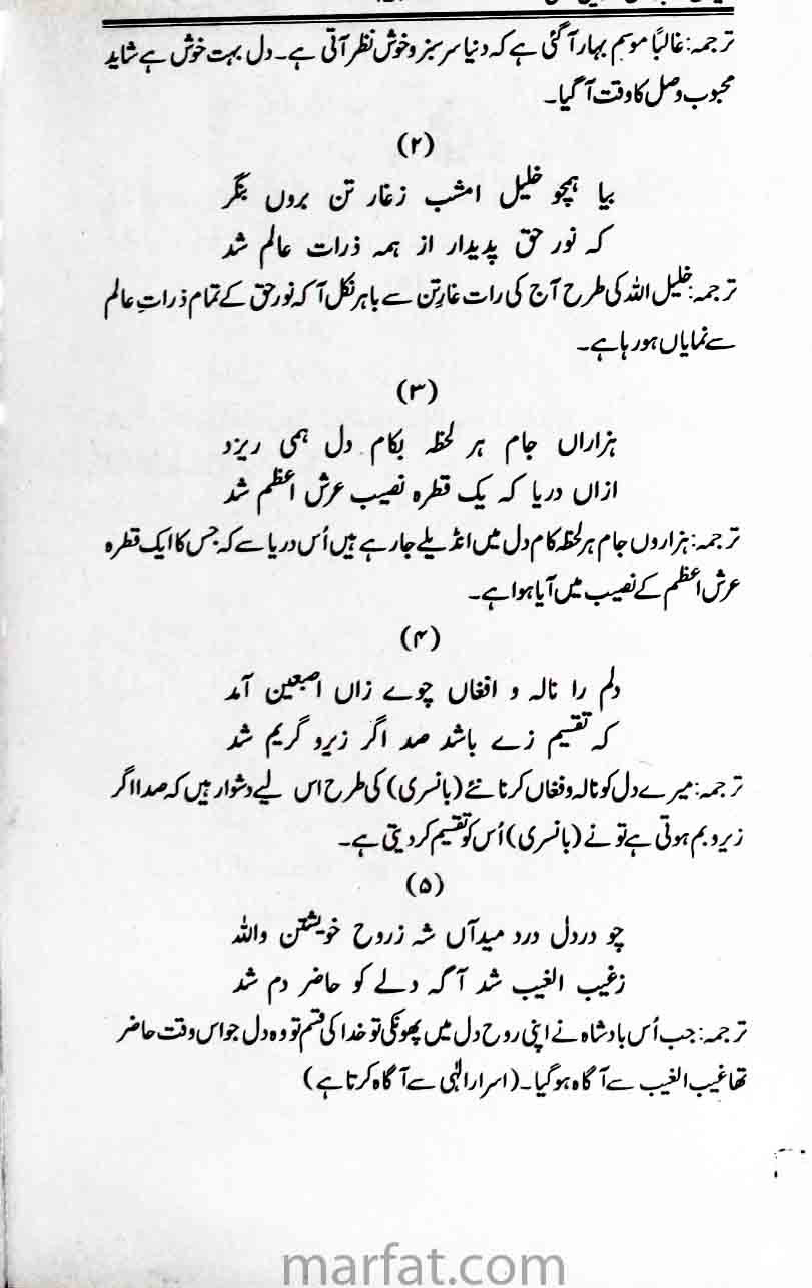 ترجمہ: غالباً موسم بہار آ گئی ہے کہ دنیا سرسبز و خوش نظر آتی ہے۔ دل بہت خوش ہے شاید
محبوب وصل کا وقت آ گیا۔
(۲)
بیا ہمچو خلیل امشب زغار تن بروں بنگر
کہ نور حق پدیدار از ہمہ ذرات عالم شد
ترجمہ: خلیل اللہ کی طرح آج کی رات غارِتن سے باہر نکل آ کہ نور حق کے تمام ذراتِ عالم
سے نمایاں ہو رہا ہے۔
(۳)
ہزاراں جام ہر لحظہ بکام دل ہمی ریزد
ازاں دریا کہ یک قطرہ نصیب عرش اعظم شد
ترجمہ: ہزاروں جام ہر لحظہ کام دل میں انڈیلے جا رہے ہیں اُس دریا سے کہ جس کا ایک قطرہ
عرش اعظم کے نصیب میں آیا ہوا ہے۔
(۴)
دلم را نالہ و افغاں چوے زاں اصبعین آمد
کہ تقسیم زے باشد صد اگر زیرو گریم شد
ترجمہ: میرے دل کو نالہ و فغاں کرنا نئے (بانسری) کی طرح اس لیے دشوار ہیں کہ صدا اگر
زیر و بم ہوتی ہے تو نے (بانسری) اُس کو تقسیم کر دیتی ہے۔
(۵)
چو دردل درد میدآں شہ زروح خویشتن واللہ
زغیب الغیب شد آگہ دلے کو حاضر دم شد
ترجمہ: جب اُس بادشاہ نے اپنی روح دل میں پھونکی تو خدا کی قسم تو وہ دل جو اس وقت حاضر
تھا غیب الغیب سے آگاہ ہو گیا۔ (اسرار الٰہی سے آگاہ کرتا ہے)
marfat.com